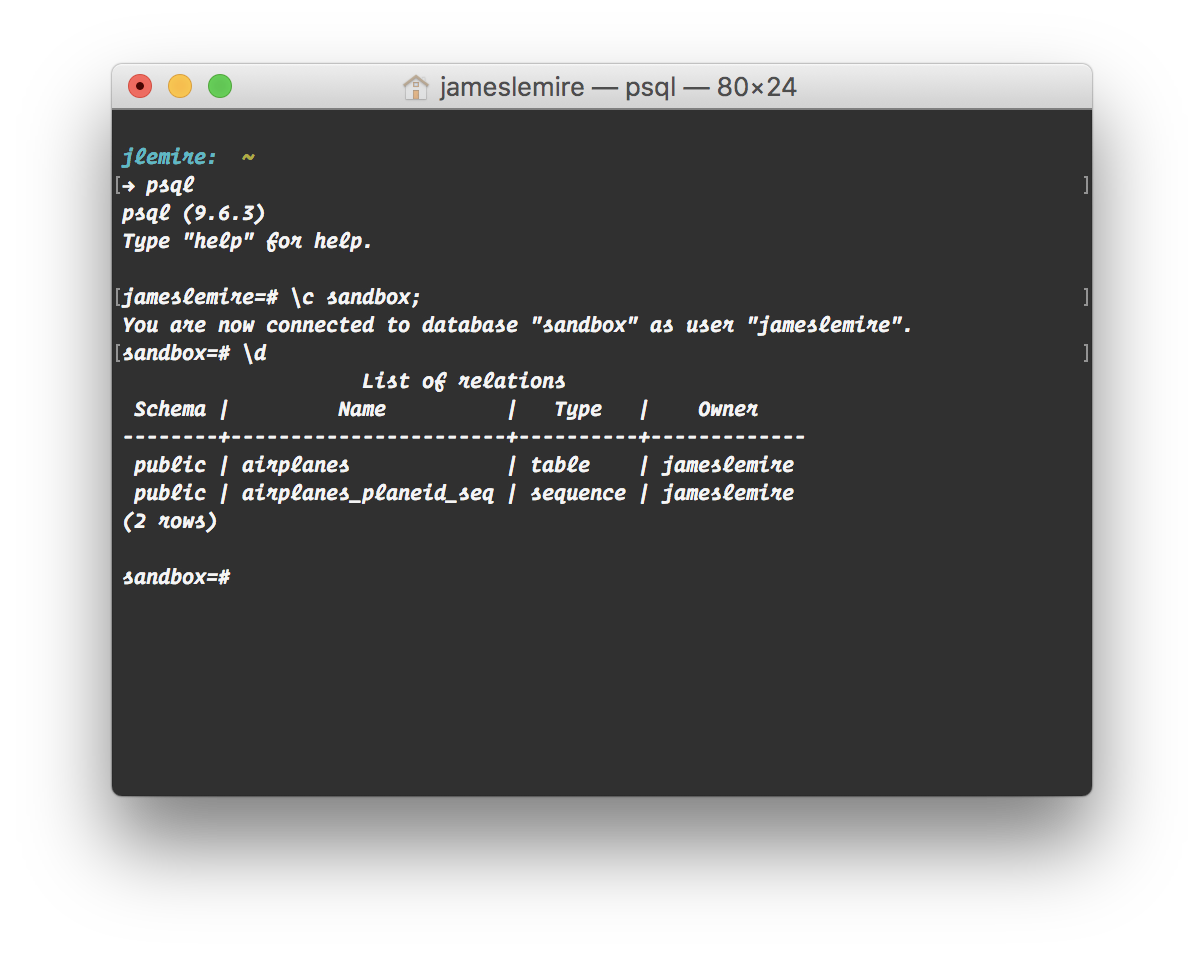 jameslemire — psql — 80×24
jlemire:  ~
[→ psql ]
psql (9.6.3)
Type "help" for help.
[jameslemire=# \c sandbox; ]
You are now connected to database "sandbox" as user "jameslemire".
[sandbox=# \d ]
                    List of relations
 Schema |         Name          |   Type   |    Owner
--------+-----------------------+----------+-------------
 public | airplanes             | table    | jameslemire
 public | airplanes_planeid_seq | sequence | jameslemire
(2 rows)
sandbox=#